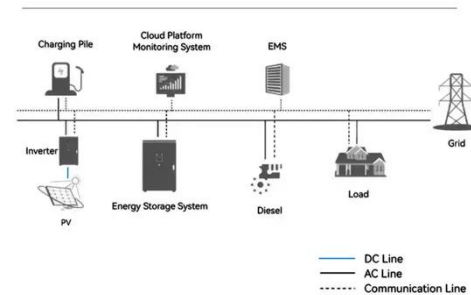 Charging Pile
Cloud Platform
Monitoring System
EMS
Grid
Inverter
PV
Energy Storage System
Diesel
Load
DC Line
AC Line
Communication Line